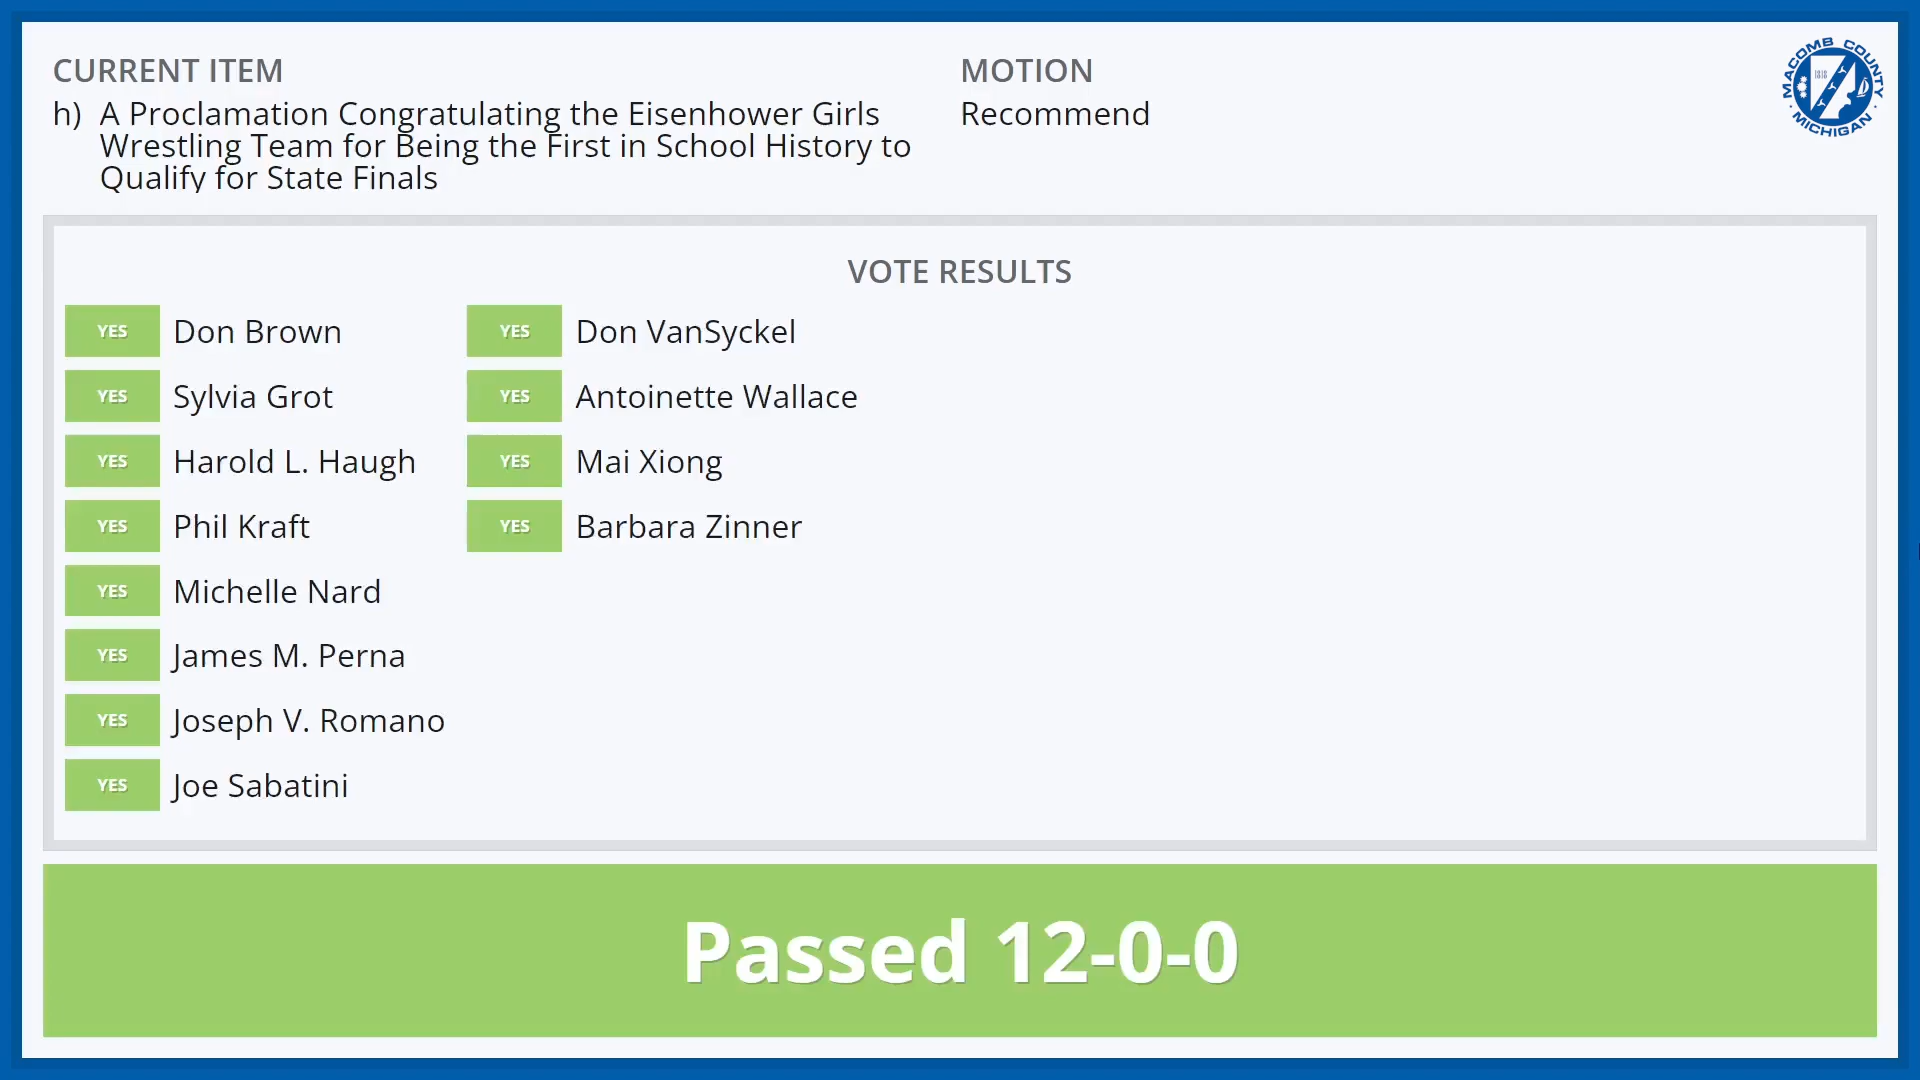 CURRENT ITEM
h) A Proclamation Congratulating the Eisenhower Girls
Wrestling Team for Being the First in School History to
Qualify for State Finals
MOTION
Recommend
MACOMB COUNTY
1818
MICHIGAN
VOTE RESULTS
YES Don Brown
YES Sylvia Grot
YES Harold L. Haugh
YES Phil Kraft
YES Michelle Nard
YES James M. Perna
YES Joseph V. Romano
YES Joe Sabatini
YES Don VanSyckel
YES Antoinette Wallace
YES Mai Xiong
YES Barbara Zinner
Passed 12-0-0